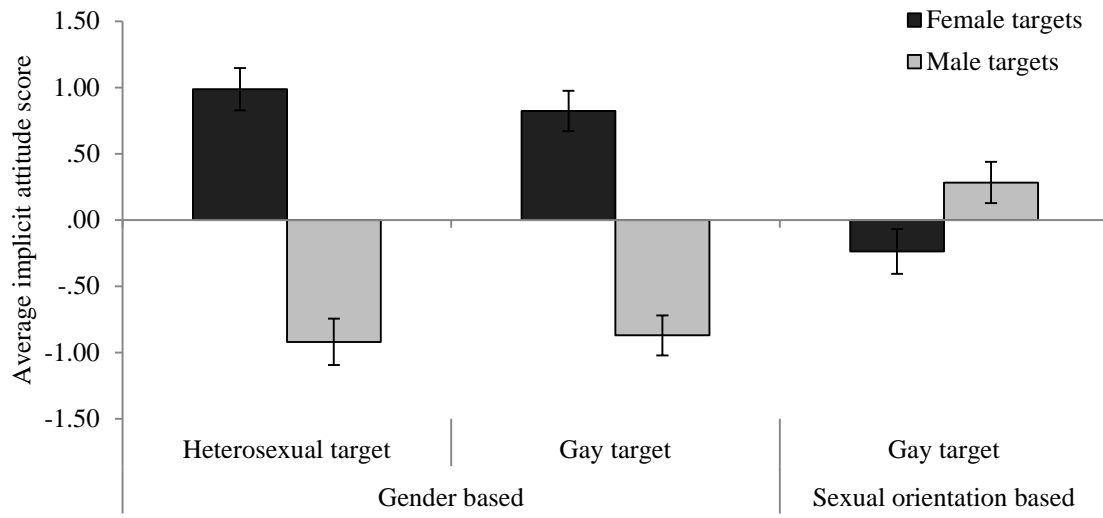 1.50
Female targets
Male targets
1.00
.50
.00
-.50
-1.00
-1.50
Average implicit attitude score
Heterosexual target
Gay target
Gay target
Gender based
Sexual orientation based